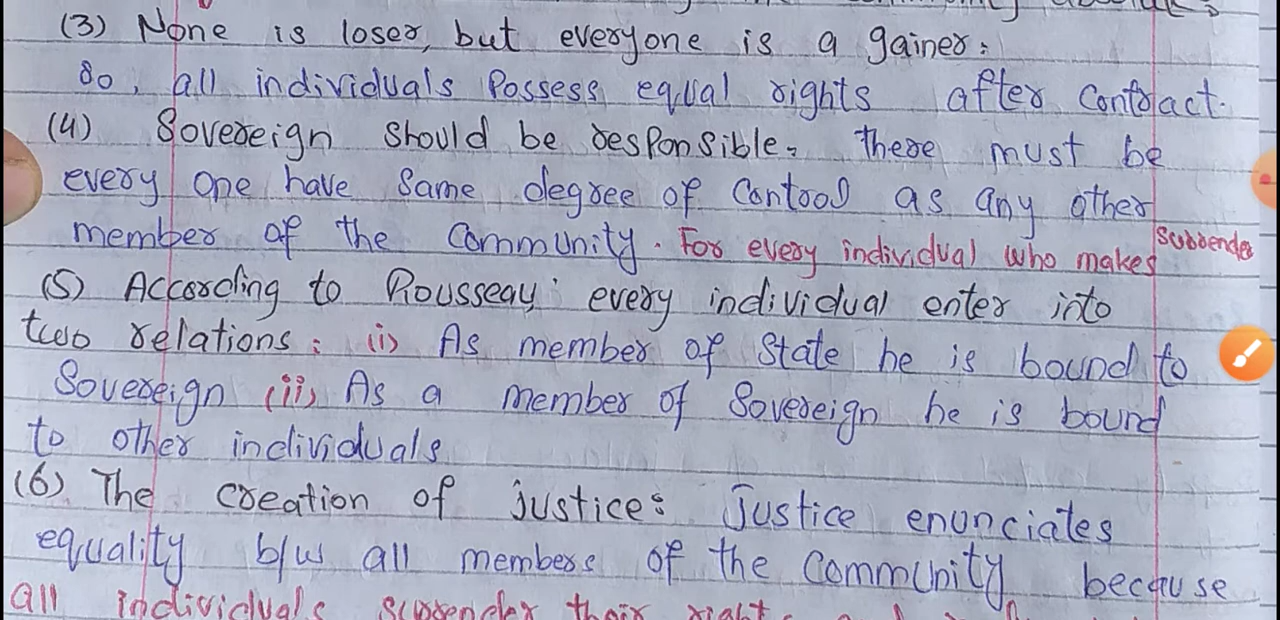 (3) None is loser, but everyone is a gainer:
So, all individuals Possess equal rights after contract.
(4) Sovereign should be responsible. there must be
every one have same degree of Control as any other
member of the Community. For every individual who makes surrender
(5) According to Rousseau: every individual enter into
two relations: (i) As member of State he is bound to
Sovereign (ii) As a member of Sovereign he is bound
to other individuals
(6) The creation of justice: Justice enunciates
equality b/w all members of the Community because
all individuals surrender their rights